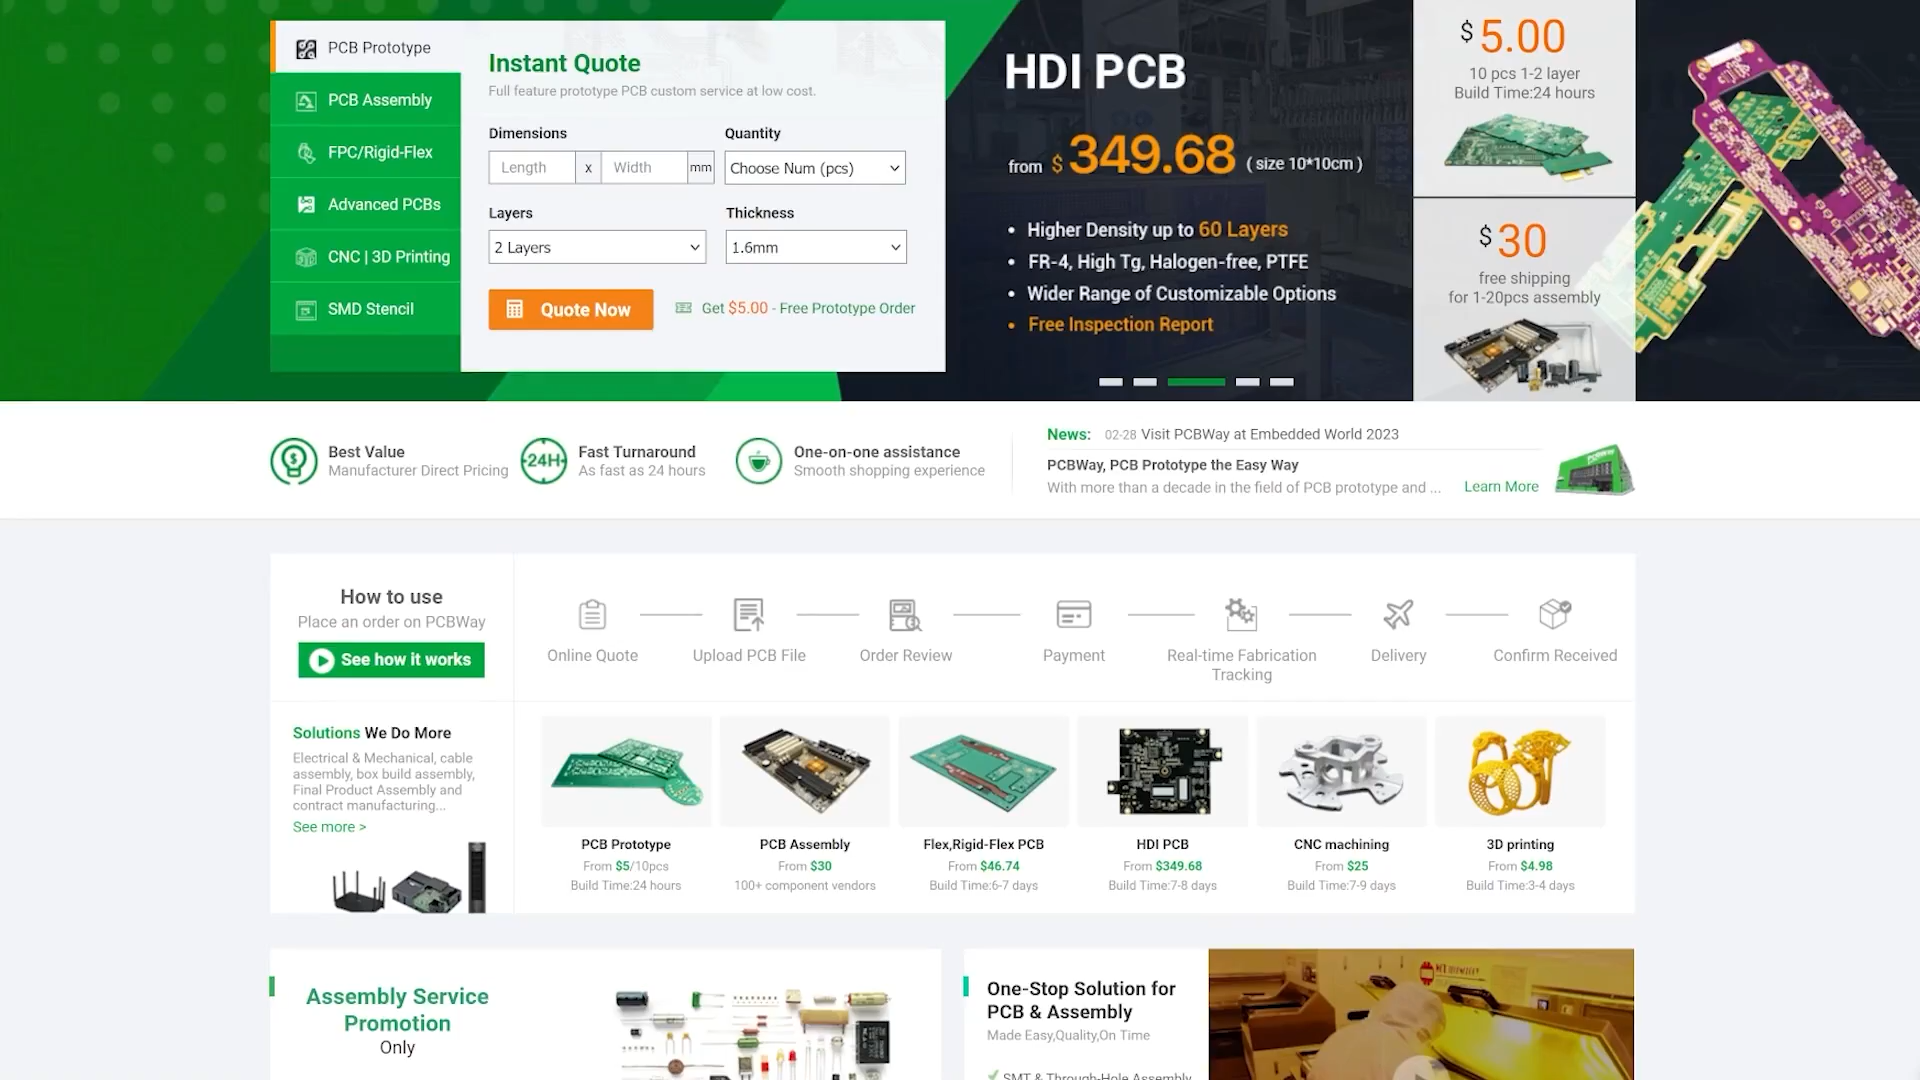 PCB Prototype
PCB Assembly
FPC/Rigid-Flex
Advanced PCBs
CNC | 3D Printing
SMD Stencil
Instant Quote
Full feature prototype PCB custom service at low cost.
Dimensions
Quantity
Length
x
Width
mm
Choose Num (pcs)
Layers
Thickness
2 Layers
1.6mm
Quote Now
Get $5.00 - Free Prototype Order
HDI PCB
from $349.68 ( size 10*10cm )
• Higher Density up to 60 Layers
• FR-4, High Tg, Halogen-free, PTFE
• Wider Range of Customizable Options
• Free Inspection Report
$5.00
10 pcs 1-2 layer
Build Time:24 hours
$30
free shipping
for 1-20pcs assembly
Best Value
Manufacturer Direct Pricing
24H
Fast Turnaround
As fast as 24 hours
One-on-one assistance
Smooth shopping experience
News: 02-28 Visit PCBWay at Embedded World 2023
PCBWay, PCB Prototype the Easy Way
With more than a decade in the field of PCB prototype and ...
Learn More
How to use
Place an order on PCBWay
See how it works
Online Quote
Upload PCB File
Order Review
Payment
Real-time Fabrication
Tracking
Delivery
Confirm Received
Solutions We Do More
Electrical & Mechanical, cable
assembly, box build assembly,
Final Product Assembly and
contract manufacturing...
See more >
PCB Prototype
From $5/10pcs
Build Time:24 hours
PCB Assembly
From $30
100+ component vendors
Flex,Rigid-Flex PCB
From $46.74
Build Time:6-7 days
HDI PCB
From $349.68
Build Time:7-8 days
CNC machining
From $25
Build Time:7-9 days
3D printing
From $4.98
Build Time:3-4 days
Assembly Service
Promotion
Only
One-Stop Solution for
PCB & Assembly
Made Easy,Quality,On Time
SMT & Through-Hole Assembly